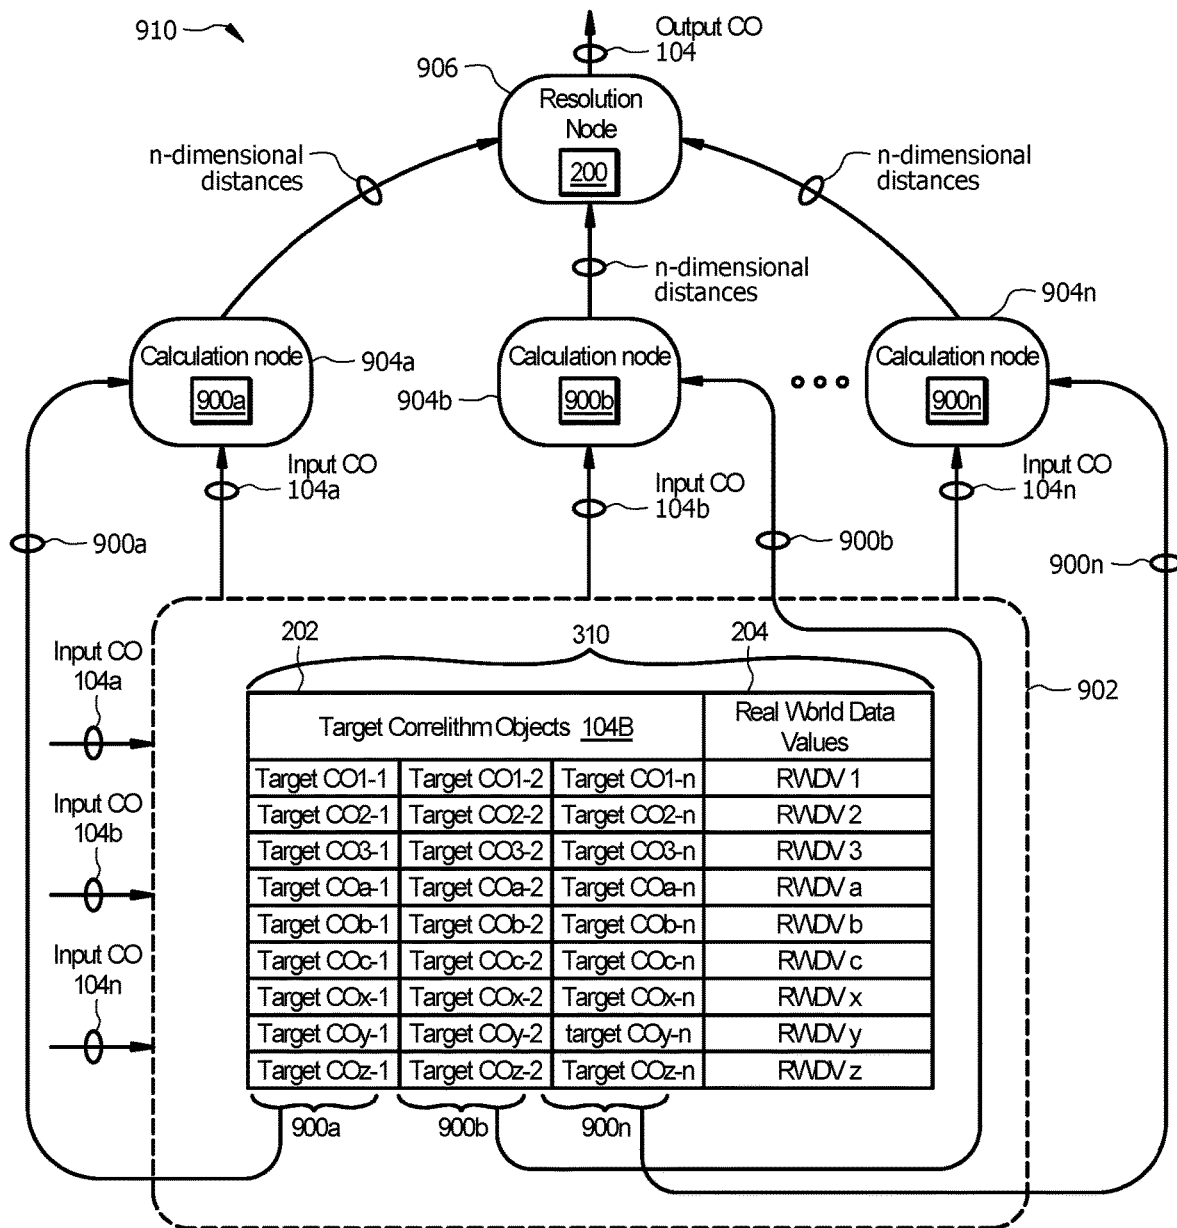 910
Output CO
104
906
Resolution
Node
200
n-dimensional
distances
n-dimensional
distances
n-dimensional
distances
904n
Calculation node
900a
904a
Calculation node
900b
904b
Calculation node
900n
Input CO
104a
Input CO
104b
Input CO
104n
900a
900b
900n
202
310
204
902
Input CO
104a
Input CO
104b
Input CO
104n
Target Correlithm Objects 104B
Real World Data
Values
Target CO1-1 Target CO1-2 Target CO1-n RWDV 1
Target CO2-1 Target CO2-2 Target CO2-n RWDV 2
Target CO3-1 Target CO3-2 Target CO3-n RWDV 3
Target COa-1 Target COa-2 Target COa-n RWDV a
Target COb-1 Target COb-2 Target COb-n RWDV b
Target COc-1 Target COc-2 Target COc-n RWDV c
Target COx-1 Target COx-2 Target COx-n RWDV x
Target COy-1 Target COy-2 target COy-n RWDV y
Target COz-1 Target COz-2 Target COz-n RWDV z
900a 900b 900n